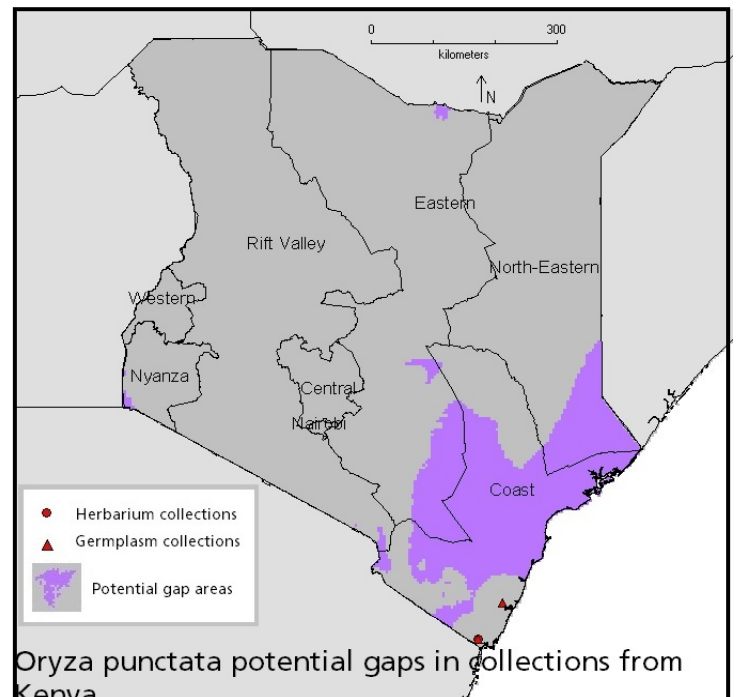 0 300
kilometers
N
Eastern
Rift Valley
North-Eastern
Western
Nyanza
Central
Nairobi
Coast
Herbarium collections
Germplasm collections
Potential gap areas
Oryza punctata potential gaps in collections from
Kenya